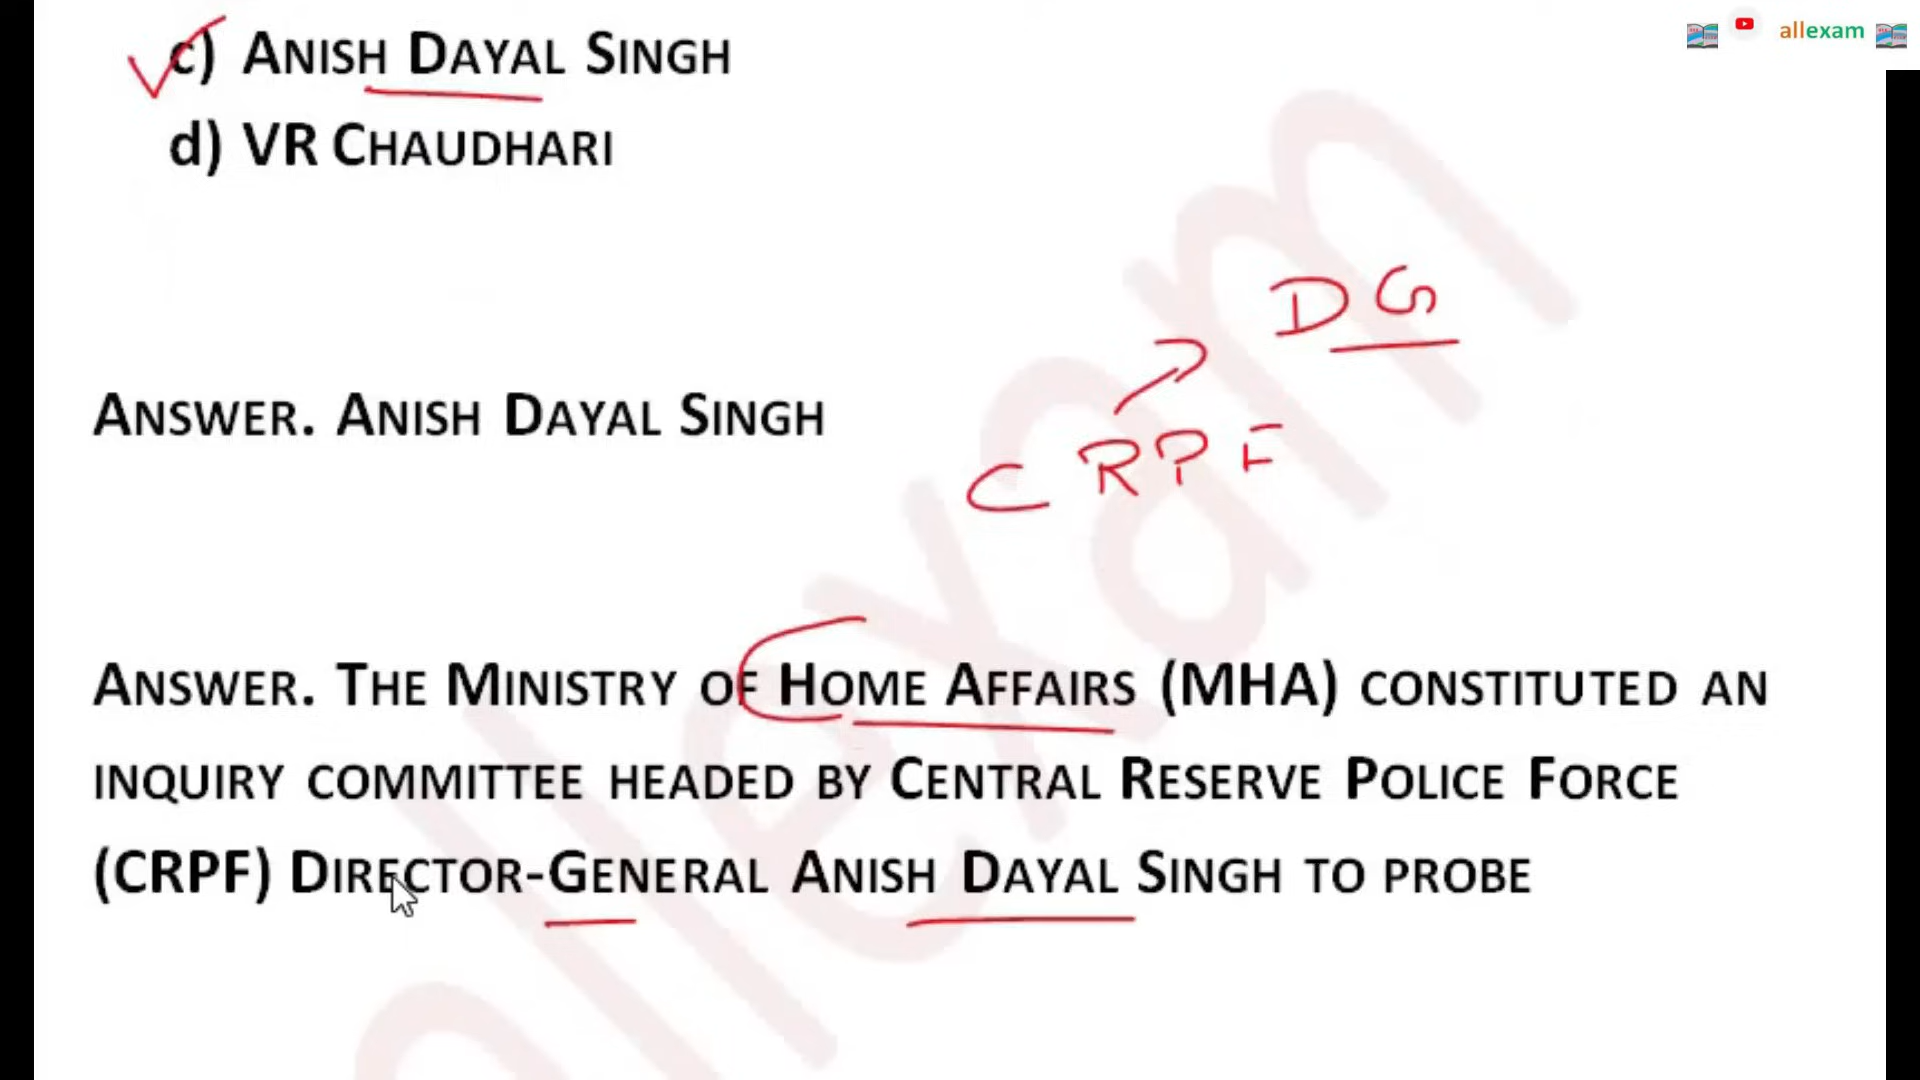 allexam
c) ANISH DAYAL SINGH
d) VR CHAUDHARI
DG
ANSWER. ANISH DAYAL SINGH
CRPF
ANSWER. THE MINISTRY OF HOME AFFAIRS (MHA) CONSTITUTED AN
INQUIRY COMMITTEE HEADED BY CENTRAL RESERVE POLICE FORCE
(CRPF) DIRECTOR-GENERAL ANISH DAYAL SINGH TO PROBE
allexam